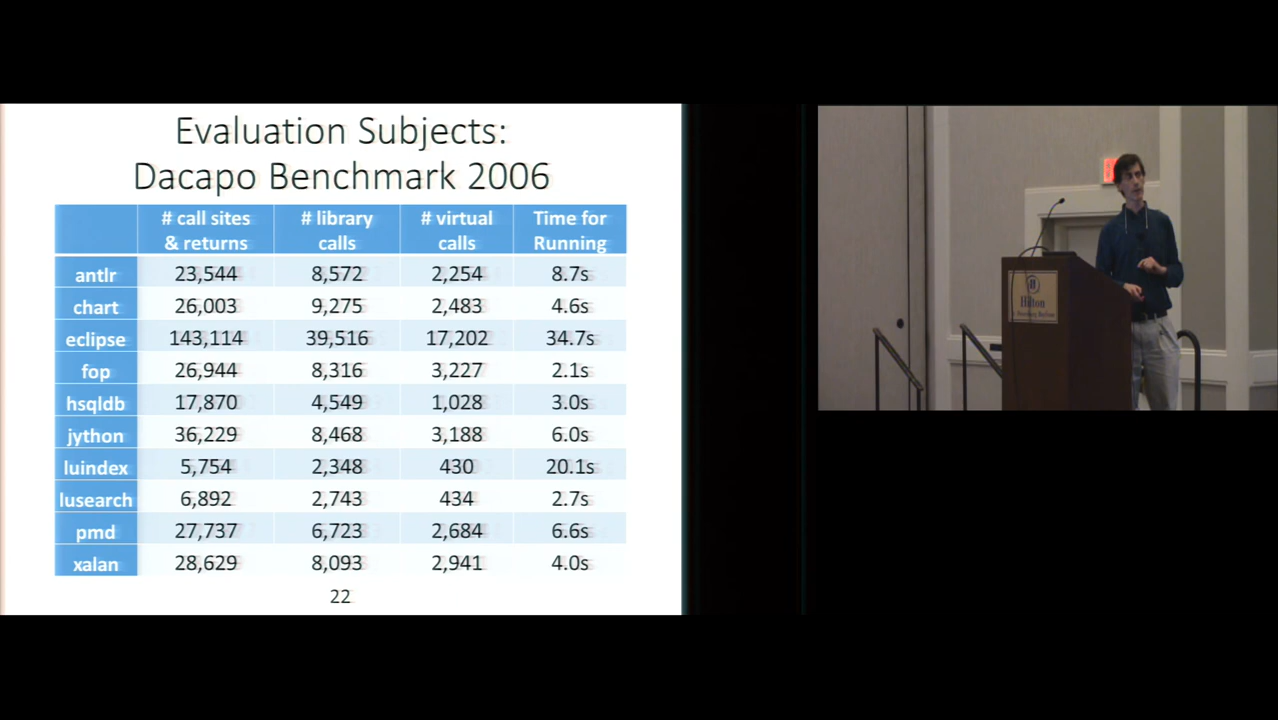 Evaluation Subjects:
Dacapo Benchmark 2006
# call sites & returns # library calls # virtual calls Time for Running
antlr 23,544 8,572 2,254 8.7s
chart 26,003 9,275 2,483 4.6s
eclipse 143,114 39,516 17,202 34.7s
fop 26,944 8,316 3,227 2.1s
hsqldb 17,870 4,549 1,028 3.0s
jython 36,229 8,468 3,188 6.0s
luindex 5,754 2,348 430 20.1s
lusearch 6,892 2,743 434 2.7s
pmd 27,737 6,723 2,684 6.6s
xalan 28,629 8,093 2,941 4.0s
22
Hilton